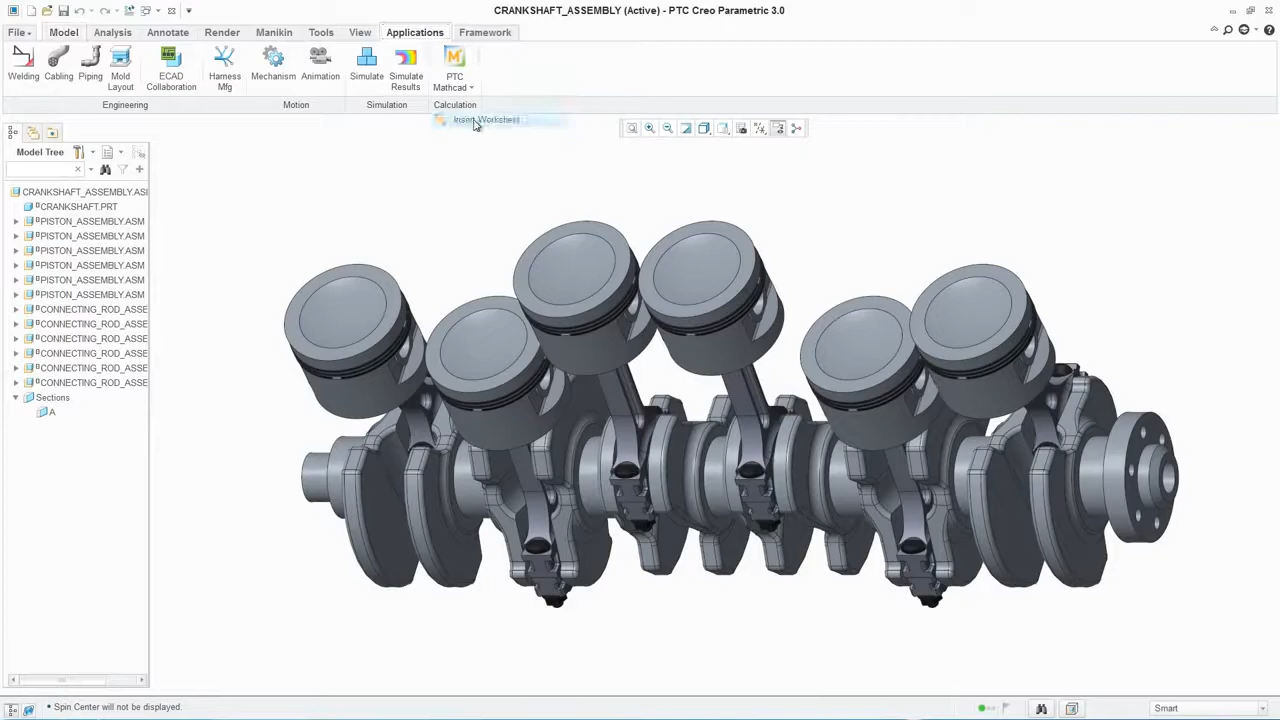 CRANKSHAFT_ASSEMBLY (Active) - PTC Creo Parametric 3.0
File Model Analysis Annotate Render Manikin Tools View Applications Framework
Welding Cabling Piping Mold Layout ECAD Collaboration Harness Mfg Mechanism Animation Simulate Simulate Results PTC Mathcad
Engineering Motion Simulation Calculation
Insert Worksheet
Model Tree
CRANKSHAFT_ASSEMBLY.ASI
CRANKSHAFT.PRT
PISTON_ASSEMBLY.ASM
PISTON_ASSEMBLY.ASM
PISTON_ASSEMBLY.ASM
PISTON_ASSEMBLY.ASM
PISTON_ASSEMBLY.ASM
PISTON_ASSEMBLY.ASM
CONNECTING_ROD_ASSE
CONNECTING_ROD_ASSE
CONNECTING_ROD_ASSE
CONNECTING_ROD_ASSE
CONNECTING_ROD_ASSE
CONNECTING_ROD_ASSE
Sections
A
• Spin Center will not be displayed.
Smart